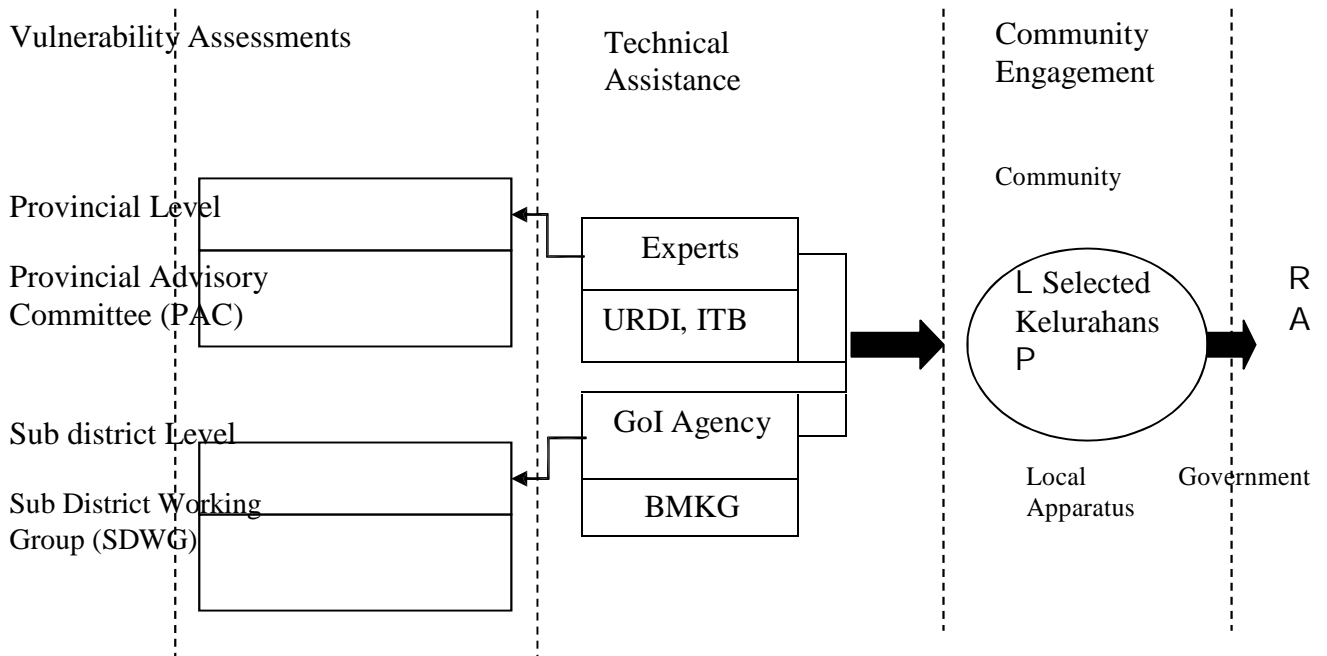 Vulnerability Assessments
Technical
Assistance
Community
Engagement
Provincial Level
Provincial Advisory
Committee (PAC)
Sub district Level
Sub District Working
Group (SDWG)
Experts
URDI, ITB
GoI Agency
BMKG
Community
L Selected
Kelurahans
P
Local
Apparatus
Government
R
A